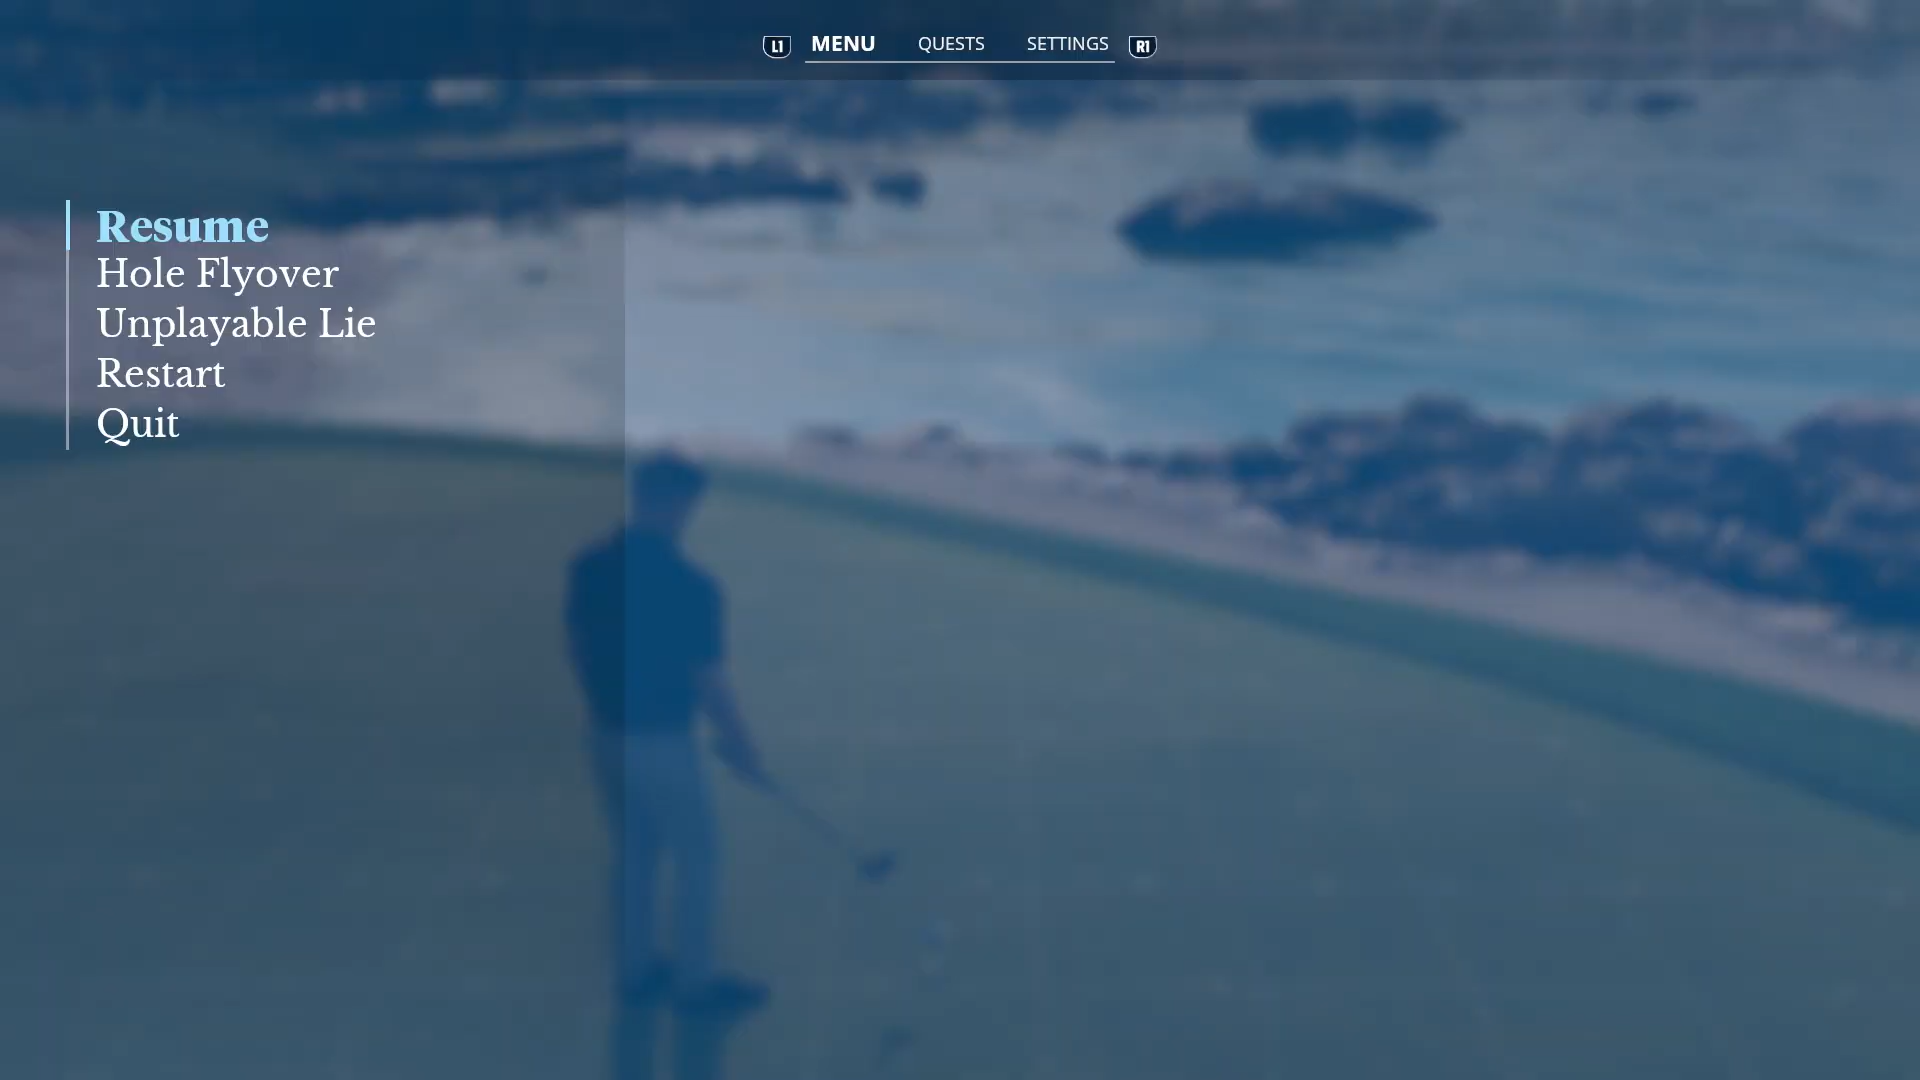 L1 MENU QUESTS SETTINGS R1
Resume
Hole Flyover
Unplayable Lie
Restart
Quit